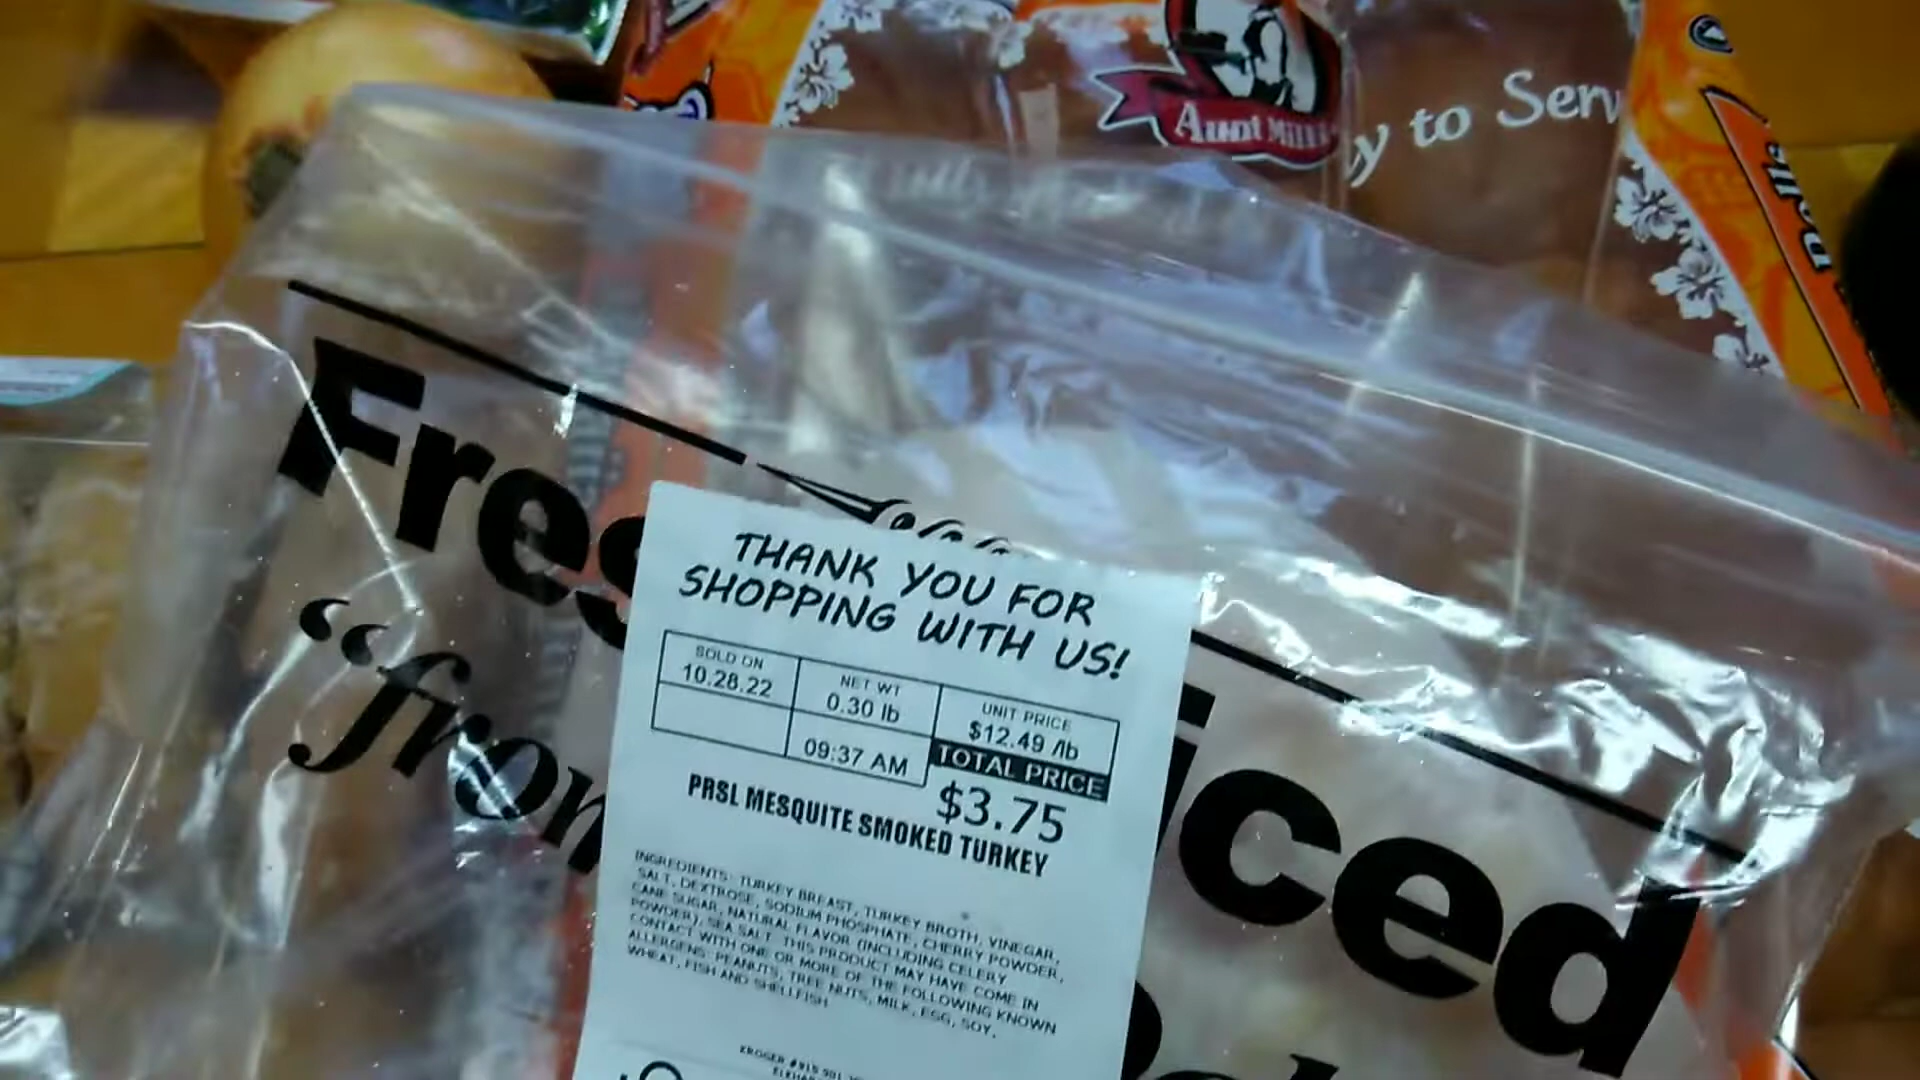 Aunt Millie's
y to Serv
Rolls
Fres
iced
"fron
THANK YOU FOR
SHOPPING WITH US!
SOLD ON
10.28.22
NET WT
0.30 lb
UNIT PRICE
$12.49 /lb
09:37 AM
TOTAL PRICE
$3.75
PRSL MESQUITE SMOKED TURKEY
INGREDIENTS: TURKEY BREAST, TURKEY BROTH, VINEGAR,
SALT, DEXTROSE, SODIUM PHOSPHATE, CHERRY POWDER,
CANE SUGAR, NATURAL FLAVOR (INCLUDING CELERY
POWDER), SEA SALT. THIS PRODUCT MAY HAVE COME IN
CONTACT WITH ONE OR MORE OF THE FOLLOWING KNOWN
ALLERGENS: PEANUTS, TREE NUTS, MILK, EGG, SOY,
WHEAT, FISH AND SHELLFISH
KROGER